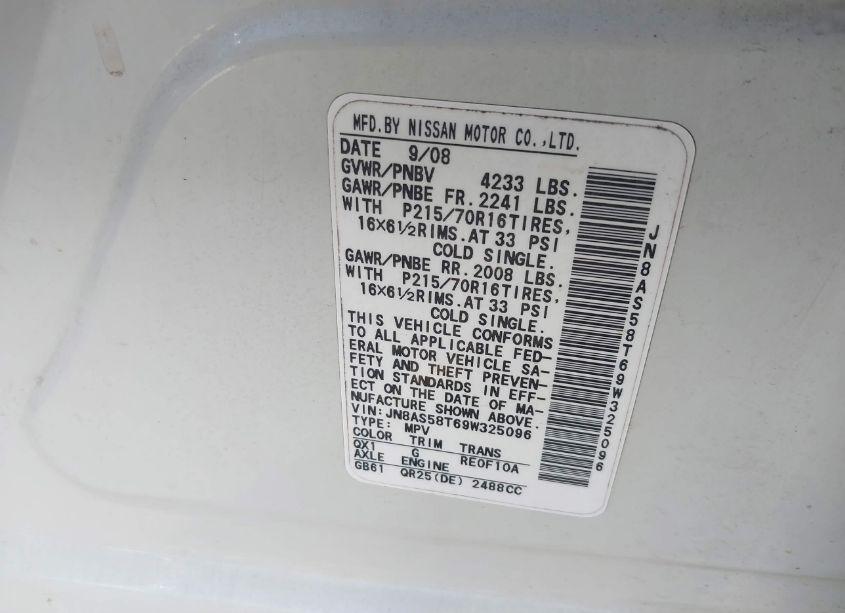 MFD.BY NISSAN MOTOR CO.,LTD.
DATE 9/08
GVWR/PNBV 4233 LBS.
GAWR/PNBE FR. 2241 LBS.
WITH P215/70R16TIRES,
16×6½RIMS.AT 33 PSI
COLD SINGLE.
GAWR/PNBE RR. 2008 LBS.
WITH P215/70R16TIRES,
16×6½RIMS.AT 33 PSI
COLD SINGLE.
THIS VEHICLE CONFORMS
TO ALL APPLICABLE FED-
ERAL MOTOR VEHICLE SA-
FETY AND THEFT PREVEN-
TION STANDARDS IN EFF-
ECT ON THE DATE OF MA-
NUFACTURE SHOWN ABOVE.
VIN: JN8AS58T69W325096
TYPE: MPV
COLOR TRIM TRANS
QX1 G RE0F10A
AXLE ENGINE
GB61 QR25(DE) 2488CC
JN8AS58T69W325096